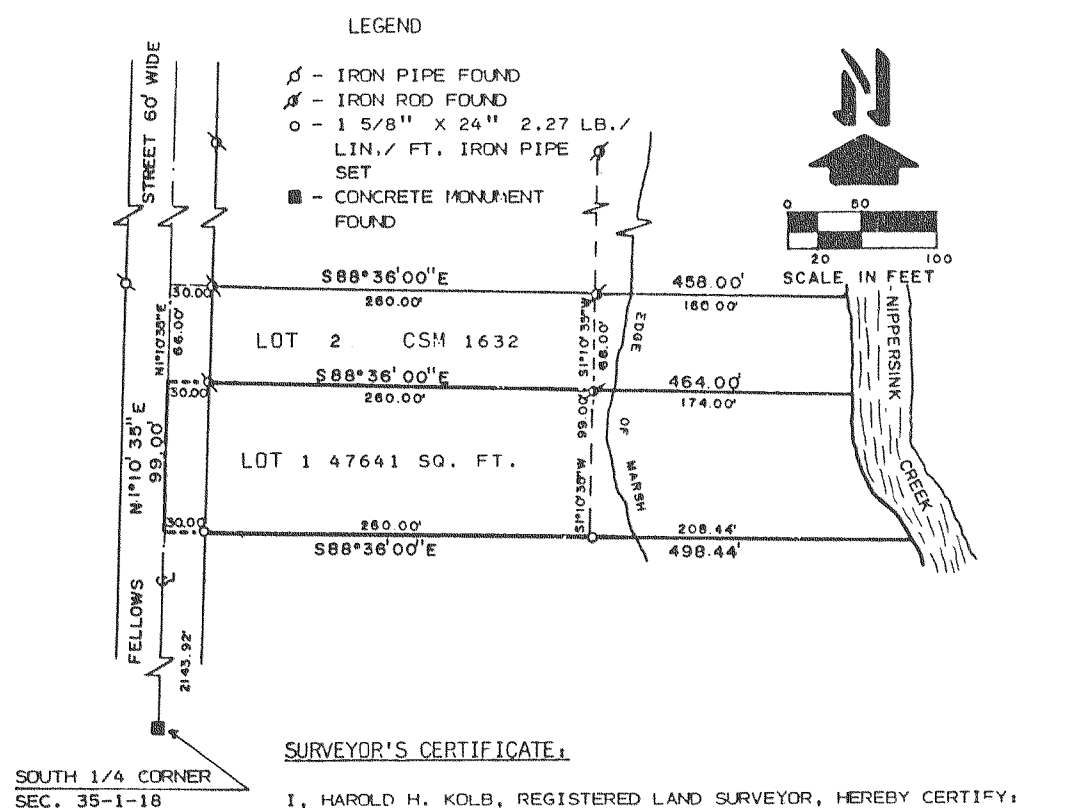 LEGEND
- IRON PIPE FOUND
- IRON ROD FOUND
- 1 5/8" X 24" 2.27 LB./
LIN./ FT. IRON PIPE
SET
- CONCRETE MONUMENT
FOUND
N
0 50
20 100
SCALE IN FEET
STREET 60' WIDE
S88°36'00"E
260.00'
458.00'
160.00'
30.00'
N1°10'35"E
66.00'
LOT 2 CSM 1632
S1°10'35"W
66.00'
S88°36'00"E
260.00'
464.00'
174.00'
30.00'
N1°10'35"E
99.00'
LOT 1 47641 SQ. FT.
S1°10'35"W
99.00'
EDGE
OF
MARSH
NIPPERSINK
CREEK
30.00'
260.00'
S88°36'00"E
208.44'
498.44'
FELLOWS
2143.92'
SOUTH 1/4 CORNER
SEC. 35-1-18
SURVEYOR'S CERTIFICATE:
I, HAROLD H. KOLB, REGISTERED LAND SURVEYOR, HEREBY CERTIFY: